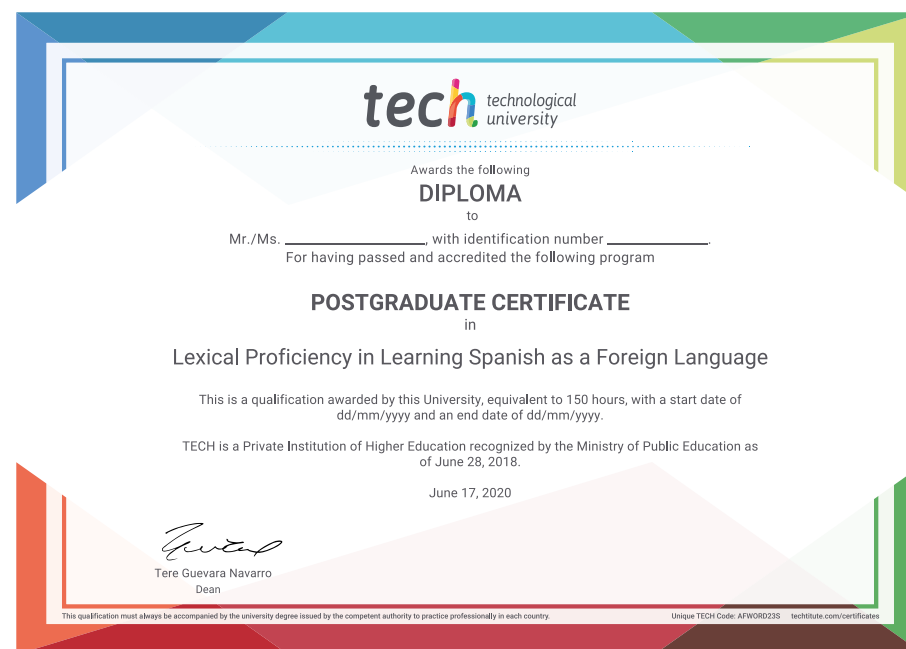 tech technological
university
Awards the following
DIPLOMA
to
Mr./Ms. ____________, with identification number ____________.
For having passed and accredited the following program
POSTGRADUATE CERTIFICATE
in
Lexical Proficiency in Learning Spanish as a Foreign Language
This is a qualification awarded by this University, equivalent to 150 hours, with a start date of
dd/mm/yyyy and an end date of dd/mm/yyyy.
TECH is a Private Institution of Higher Education recognized by the Ministry of Public Education as
of June 28, 2018.
June 17, 2020
Tere Guevara Navarro
Dean
This qualification must always be accompanied by the university degree issued by the competent authority to practice professionally in each country.
Unique TECH Code: AFWORD23S techtitute.com/certificates